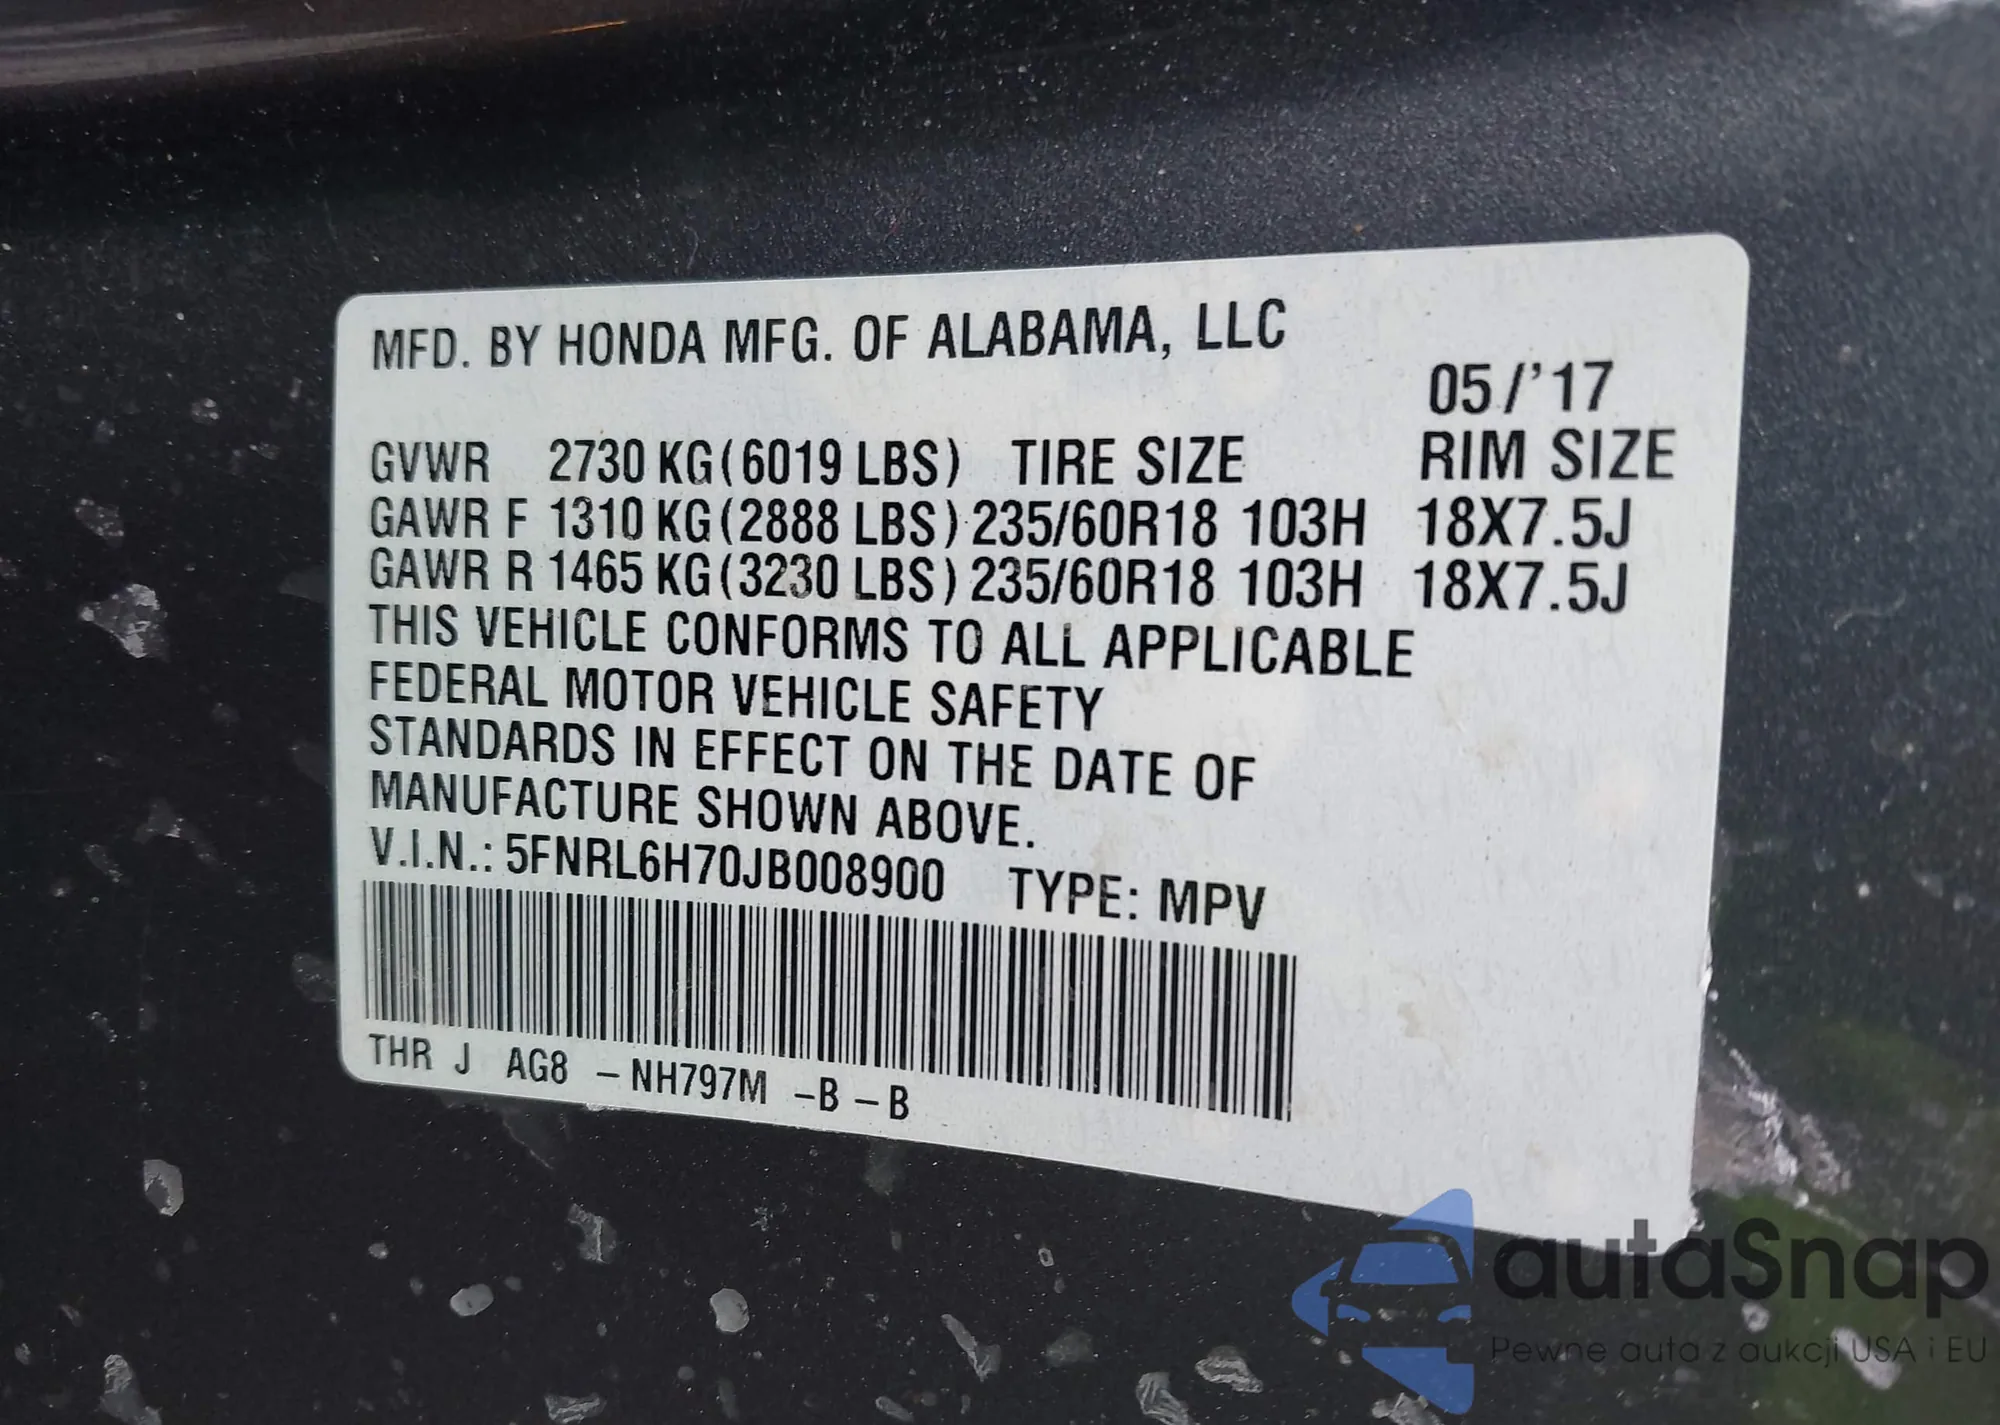 MFD. BY HONDA MFG. OF ALABAMA, LLC
05/'17
GVWR 2730 KG (6019 LBS) TIRE SIZE RIM SIZE
GAWR F 1310 KG (2888 LBS) 235/60R18 103H 18X7.5J
GAWR R 1465 KG (3230 LBS) 235/60R18 103H 18X7.5J
THIS VEHICLE CONFORMS TO ALL APPLICABLE
FEDERAL MOTOR VEHICLE SAFETY
STANDARDS IN EFFECT ON THE DATE OF
MANUFACTURE SHOWN ABOVE.
V.I.N.: 5FNRL6H70JB008900 TYPE: MPV
THR J AG8 – NH797M – B – B
autaSnap
Pewne auta z aukcji USA i EU